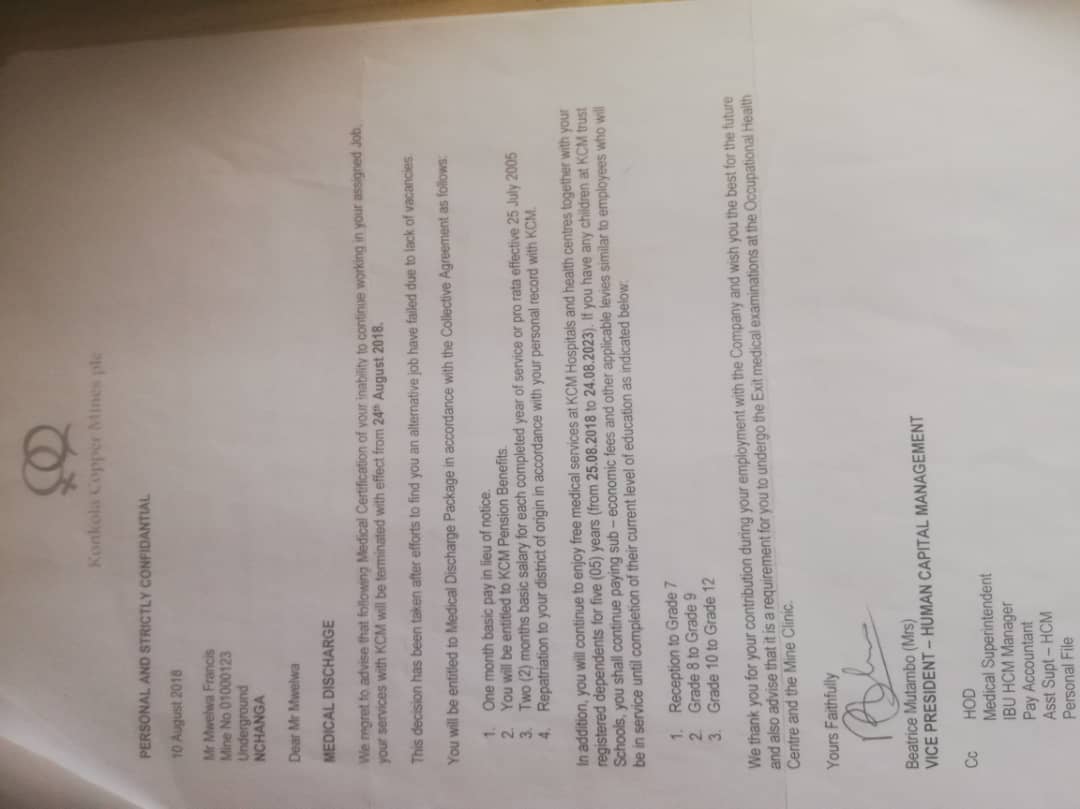 Konkola Copper Mines plc
PERSONAL AND STRICTLY CONFIDANTIAL
10 August 2018
Mr Mwelwa Francis
Mine No 01000123
Underground
NCHANGA
Dear Mr Mwelwa
MEDICAL DISCHARGE
We regret to advise that following Medical Certification of your inability to continue working in your assigned Job,
your services with KCM will be terminated with effect from 24th August 2018.
This decision has been taken after efforts to find you an alternative job have failed due to lack of vacancies.
You will be entitled to Medical Discharge Package in accordance with the Collective Agreement as follows:
1. One month basic pay in lieu of notice.
2. You will be entitled to KCM Pension Benefits.
3. Two (2) months basic salary for each completed year of service or pro rata effective 25 July 2005
4. Repatriation to your district of origin in accordance with your personal record with KCM.
In addition, you will continue to enjoy free medical services at KCM Hospitals and health centres together with your
registered dependents for five (05) years (from 25.08.2018 to 24.08.2023). If you have any children at KCM trust
Schools, you shall continue paying sub – economic fees and other applicable levies similar to employees who will
be in service until completion of their current level of education as indicated below:
1. Reception to Grade 7
2. Grade 8 to Grade 9
3. Grade 10 to Grade 12
We thank you for your contribution during your employment with the Company and wish you the best for the future
and also advise that it is a requirement for you to undergo the Exit medical examinations at the Occupational Health
Centre and the Mine Clinic.
Yours Faithfully
Beatrice Mutambo (Mrs)
VICE PRESIDENT – HUMAN CAPITAL MANAGEMENT
Cc HOD
Medical Superintendent
IBU HCM Manager
Pay Accountant
Asst Supt – HCM
Personal File